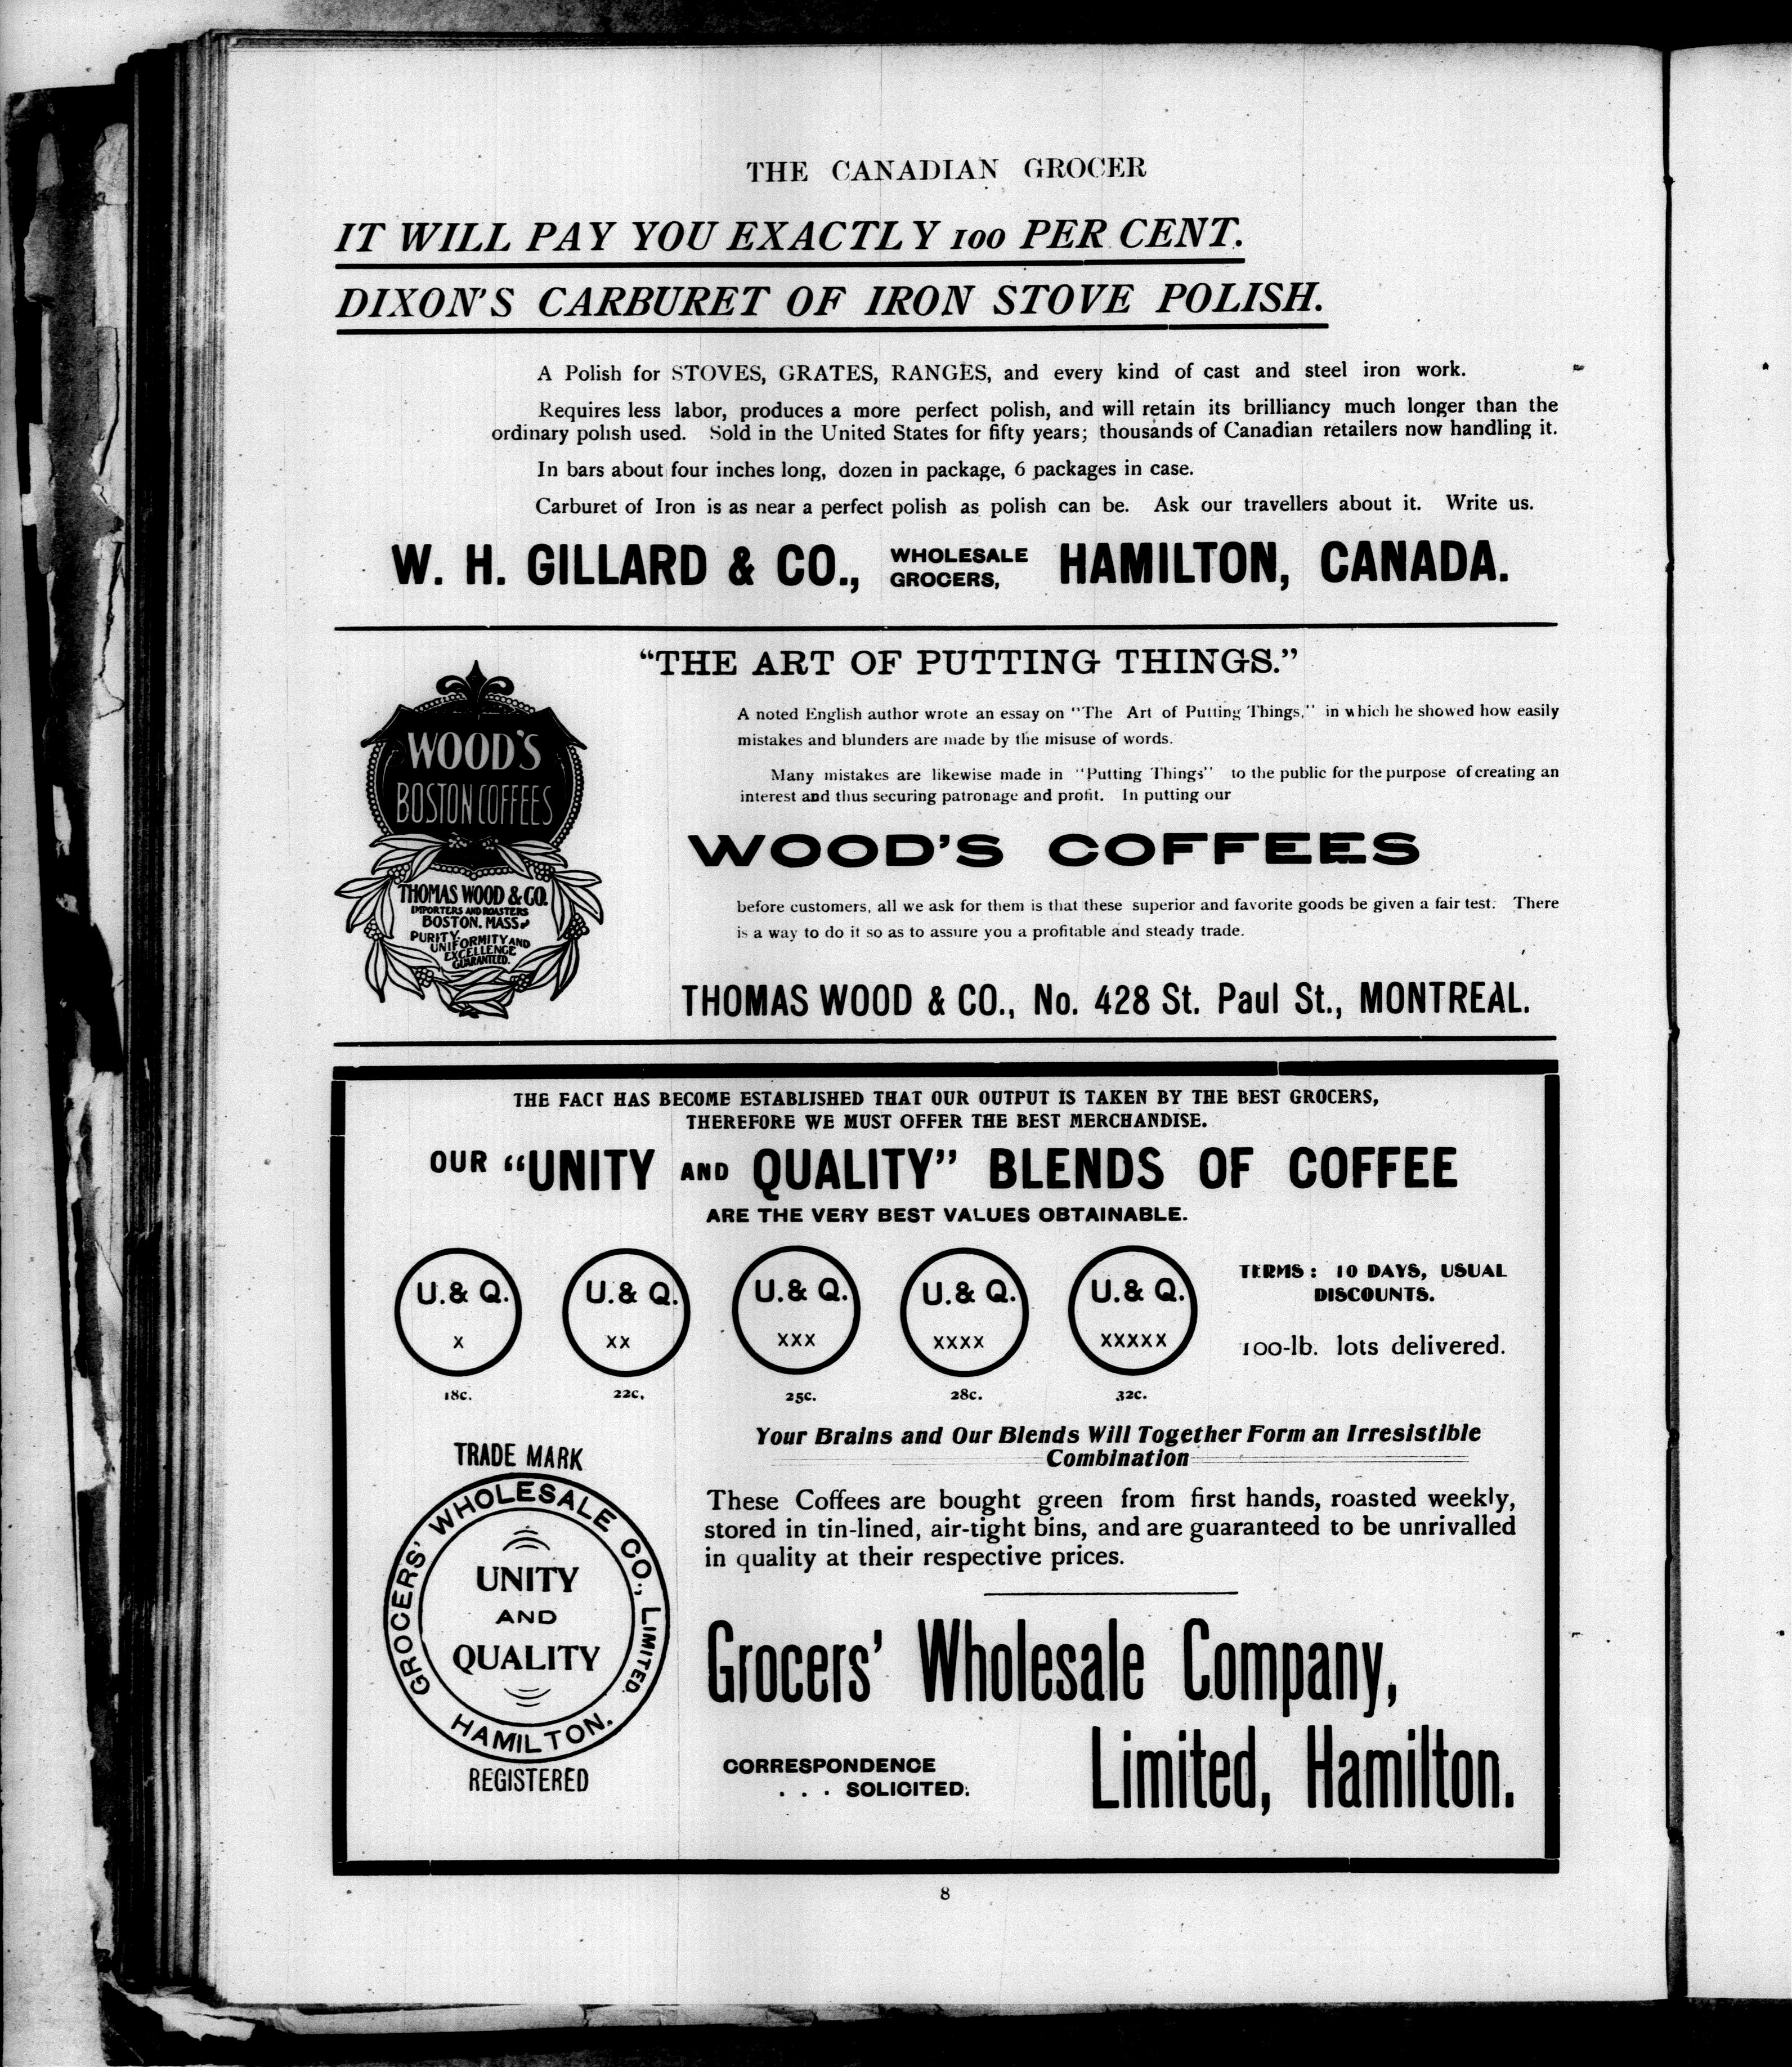 THE CANADIAN GROCER
IT WILL PAY YOU EXACTLY 100 PER CENT.
DIXON'S CARBURET OF IRON STOVE POLISH.
A Polish for STOVES, GRATES, RANGES, and every kind of cast and steel iron work.
Requires less labor, produces a more perfect polish, and will retain its brilliancy much longer than the
ordinary polish used. Sold in the United States for fifty years; thousands of Canadian retailers now handling it.
In bars about four inches long, dozen in package, 6 packages in case.
Carburet of Iron is as near a perfect polish as polish can be. Ask our travellers about it. Write us.
W. H. GILLARD & CO., WHOLESALE GROCERS, HAMILTON, CANADA.
"THE ART OF PUTTING THINGS."
WOOD'S
BOSTON COFFEES
THOMAS WOOD & CO.
IMPORTERS AND ROASTERS
BOSTON, MASS.
PURITY,
UNIFORMITY AND
EXCELLENCE
GUARANTEED.
A noted English author wrote an essay on "The Art of Putting Things," in which he showed how easily
mistakes and blunders are made by the misuse of words.
Many mistakes are likewise made in "Putting Things" to the public for the purpose of creating an
interest and thus securing patronage and profit. In putting our
WOOD'S COFFEES
before customers, all we ask for them is that these superior and favorite goods be given a fair test. There
is a way to do it so as to assure you a profitable and steady trade.
THOMAS WOOD & CO., No. 428 St. Paul St., MONTREAL.
THE FACT HAS BECOME ESTABLISHED THAT OUR OUTPUT IS TAKEN BY THE BEST GROCERS,
THEREFORE WE MUST OFFER THE BEST MERCHANDISE.
OUR "UNITY AND QUALITY" BLENDS OF COFFEE
ARE THE VERY BEST VALUES OBTAINABLE.
U. & Q. U. & Q. U. & Q. U. & Q. U. & Q.
X XX XXX XXXX XXXXX
18c. 22c. 25c. 28c. 32c.
TERMS: 10 DAYS, USUAL
DISCOUNTS.
100-lb. lots delivered.
Your Brains and Our Blends Will Together Form an Irresistible
Combination
These Coffees are bought green from first hands, roasted weekly,
stored in tin-lined, air-tight bins, and are guaranteed to be unrivalled
in quality at their respective prices.
TRADE MARK
GROCERS' WHOLESALE CO., LIMITED.
UNITY
AND
QUALITY
HAMILTON.
REGISTERED
Grocers' Wholesale Company,
Limited, Hamilton.
CORRESPONDENCE
. . . SOLICITED.
8